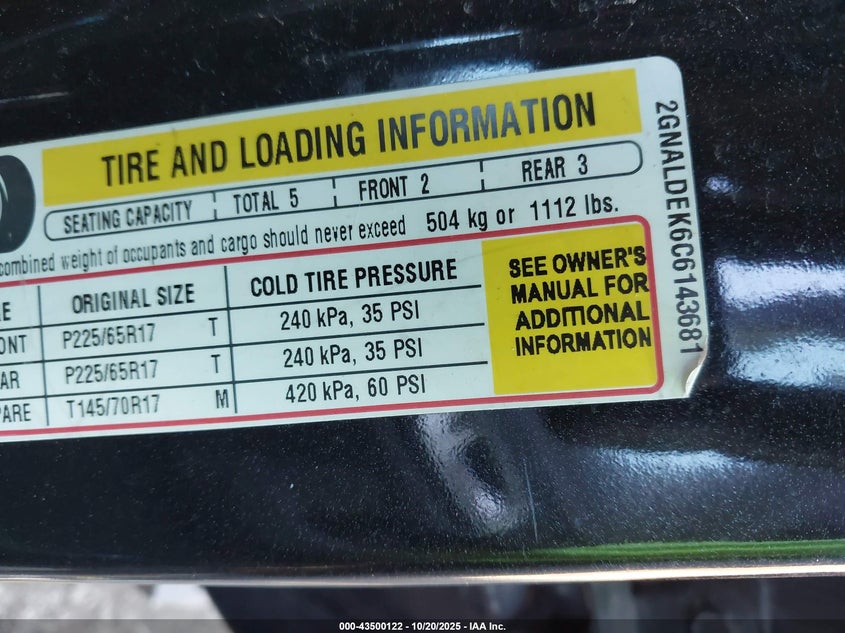 TIRE AND LOADING INFORMATION
SEATING CAPACITY TOTAL 5 FRONT 2 REAR 3
combined weight of occupants and cargo should never exceed 504 kg or 1112 lbs.
E ORIGINAL SIZE COLD TIRE PRESSURE
ONT P225/65R17 T 240 kPa, 35 PSI
AR P225/65R17 T 240 kPa, 35 PSI
PARE T145/70R17 M 420 kPa, 60 PSI
SEE OWNER'S
MANUAL FOR
ADDITIONAL
INFORMATION
2GNALDEK6C6143681
000-43500122 - 10/20/2025 - IAA Inc.